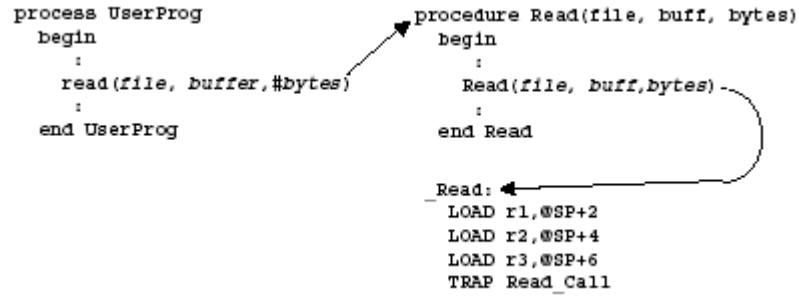 process UserProg
begin
:
read(file, buffer,#bytes)
:
end UserProg
procedure Read(file, buff, bytes)
begin
:
Read(file, buff,bytes)
:
end Read
_Read:
LOAD r1,@SP+2
LOAD r2,@SP+4
LOAD r3,@SP+6
TRAP Read_Call